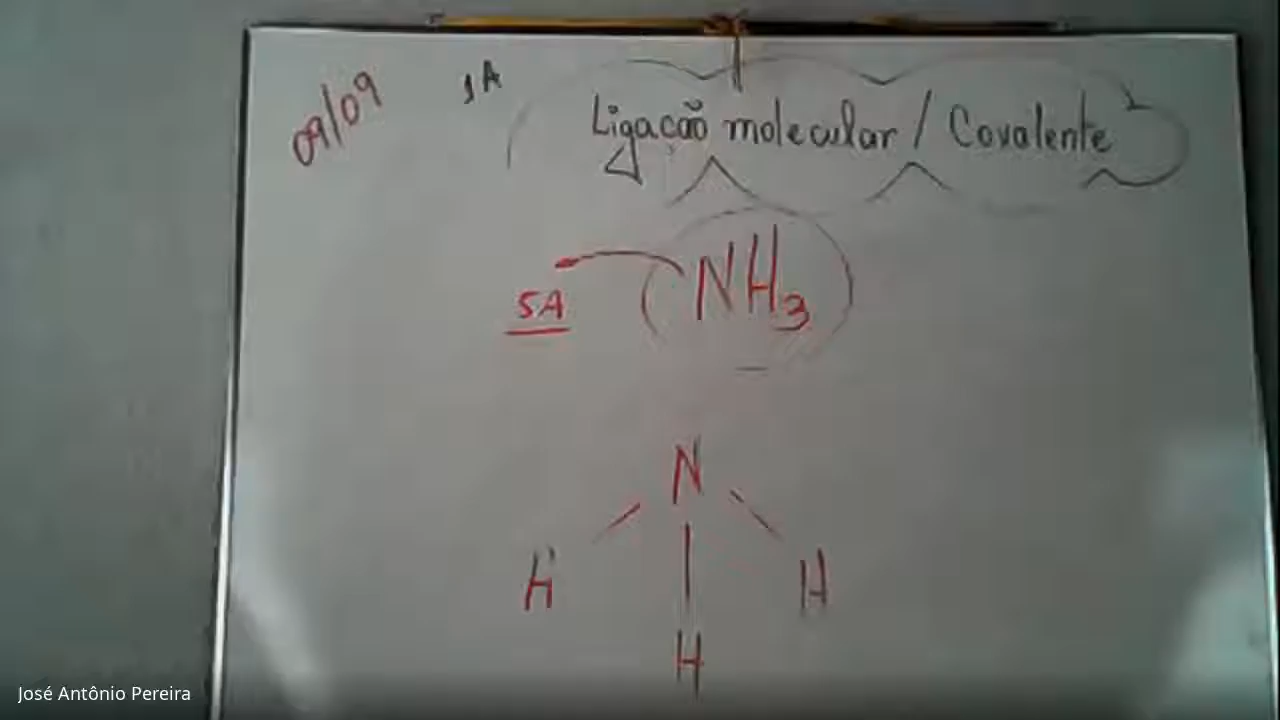 09/09
1A
Ligação molecular / Covalente
NH3
5A
N
H H
H
José Antônio Pereira